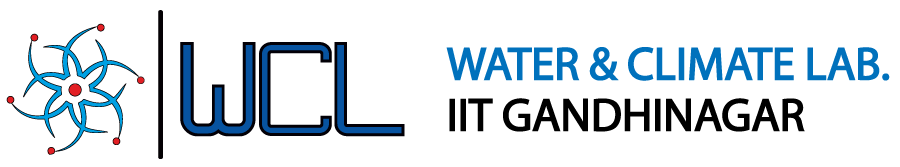 WCL
WATER & CLIMATE LAB.
IIT GANDHINAGAR